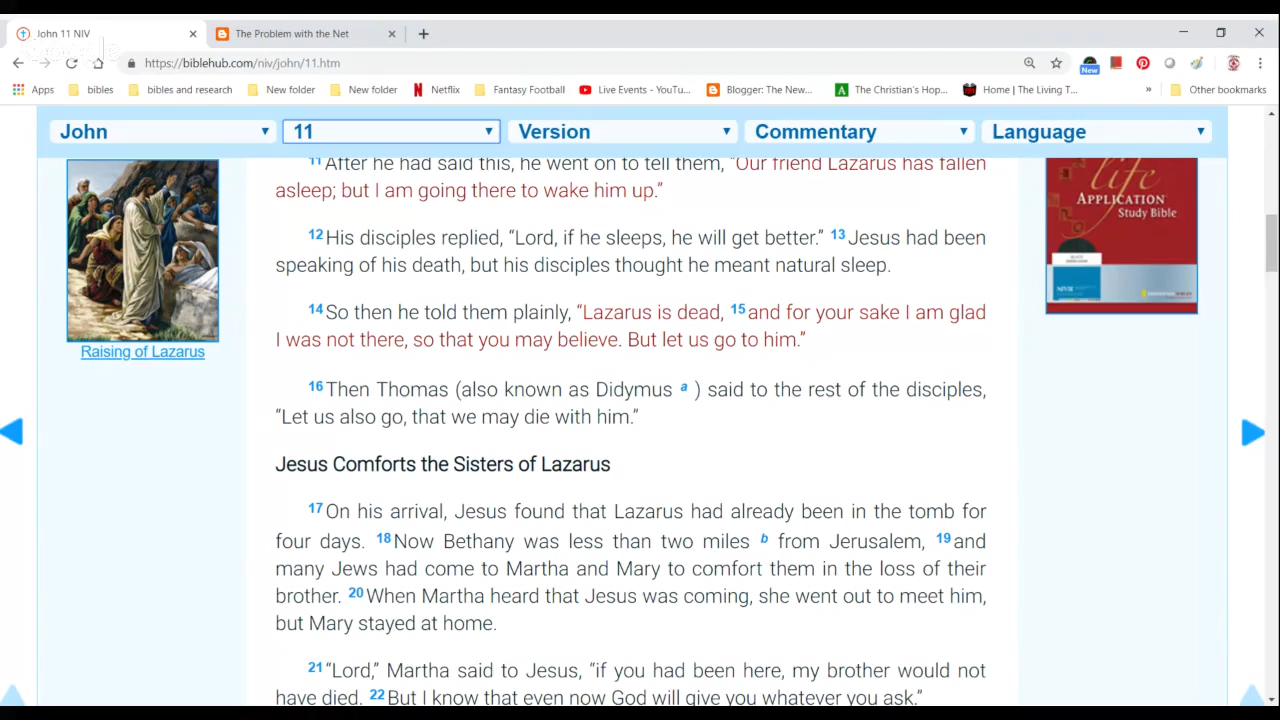 John 11 NIV
The Problem with the Net
https://biblehub.com/niv/john/11.htm
New
Apps bibles bibles and research New folder New folder Netflix Fantasy Football Live Events - YouTu... Blogger: The New... The Christian's Hop... Home | The Living T... » Other bookmarks
John 11 Version Commentary Language
11 After he had said this, he went on to tell them, “Our friend Lazarus has fallen
asleep; but I am going there to wake him up.”
12 His disciples replied, “Lord, if he sleeps, he will get better.” 13 Jesus had been
speaking of his death, but his disciples thought he meant natural sleep.
14 So then he told them plainly, “Lazarus is dead, 15 and for your sake I am glad
I was not there, so that you may believe. But let us go to him.”
16 Then Thomas (also known as Didymus a ) said to the rest of the disciples,
“Let us also go, that we may die with him.”
Jesus Comforts the Sisters of Lazarus
17 On his arrival, Jesus found that Lazarus had already been in the tomb for
four days. 18 Now Bethany was less than two miles b from Jerusalem, 19 and
many Jews had come to Martha and Mary to comfort them in the loss of their
brother. 20 When Martha heard that Jesus was coming, she went out to meet him,
but Mary stayed at home.
21 “Lord,” Martha said to Jesus, “if you had been here, my brother would not
have died. 22 But I know that even now God will give you whatever you ask.”
Raising of Lazarus
life
APPLICATION
Study Bible
NIV